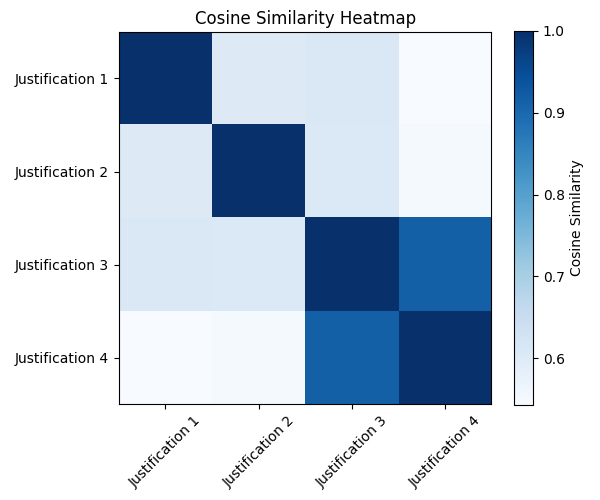 Cosine Similarity Heatmap
Justification 1
Justification 2
Justification 3
Justification 4
Justification 1
Justification 2
Justification 3
Justification 4
1.0
0.9
0.8
0.7
0.6
Cosine Similarity